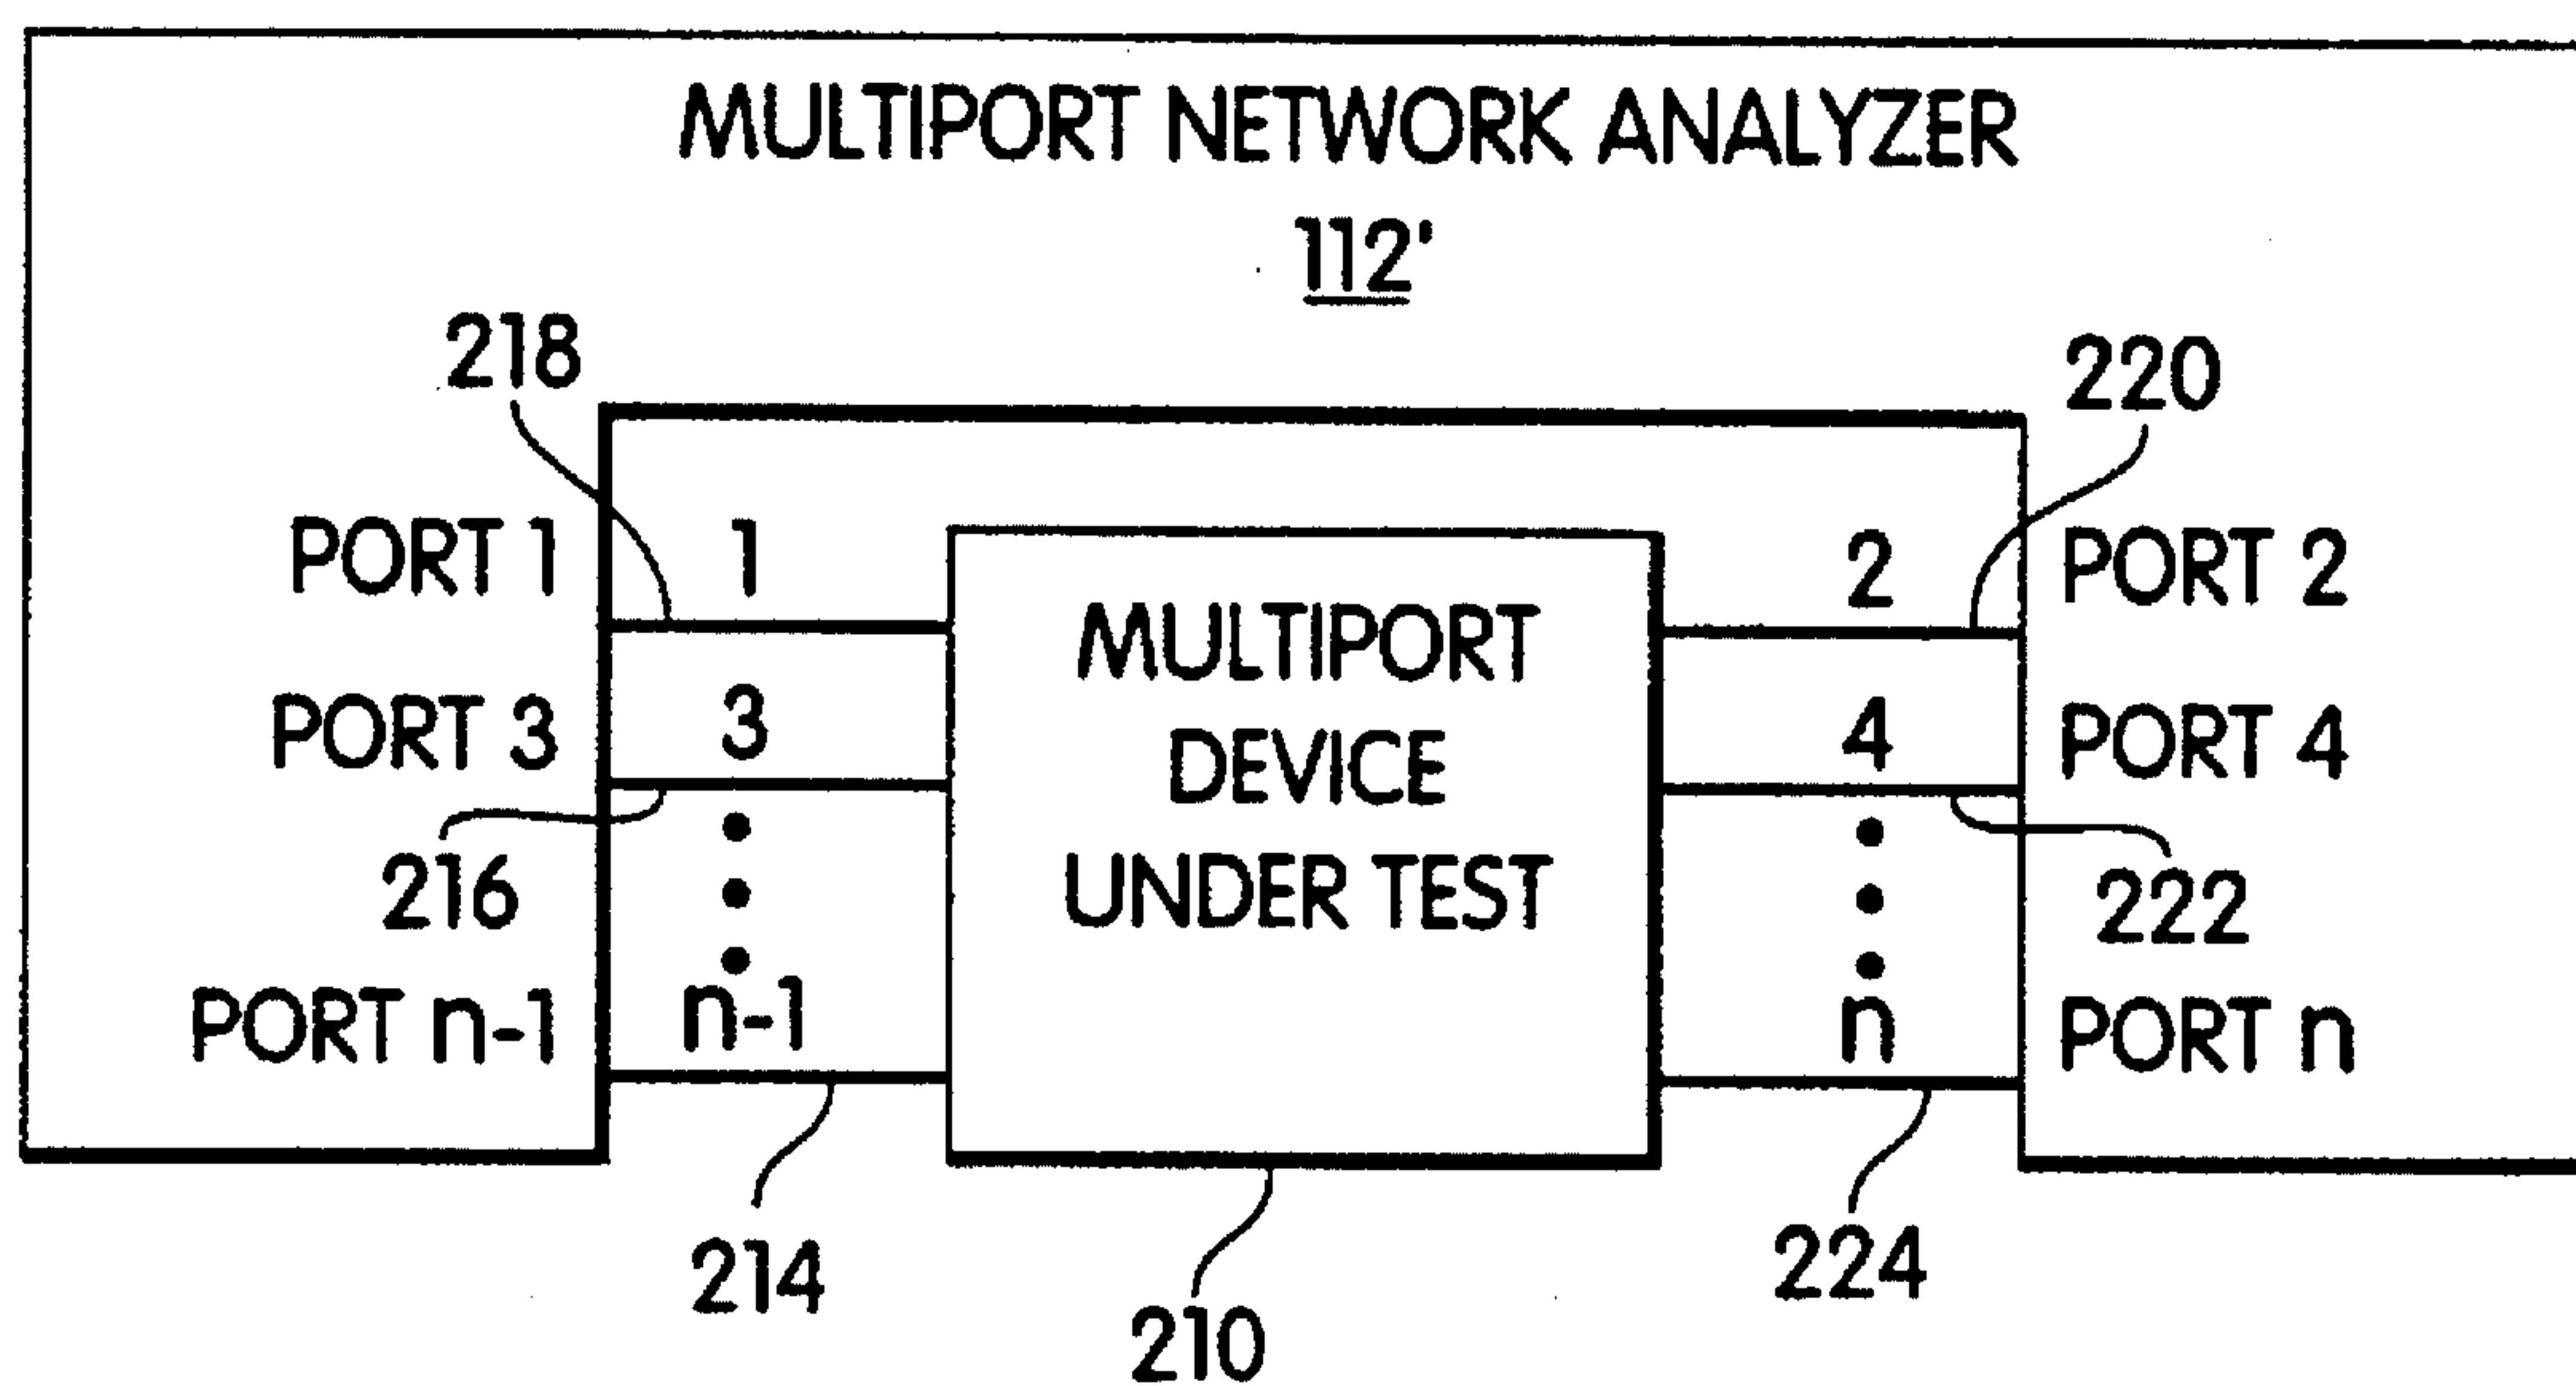 MULTIPORT NETWORK ANALYZER
112'
218
220
PORT 1
1
2
PORT 2
MULTIPORT
DEVICE
UNDER TEST
PORT 3
3
4
PORT 4
216
222
PORT n-1
n-1
n
PORT n
214
224
210